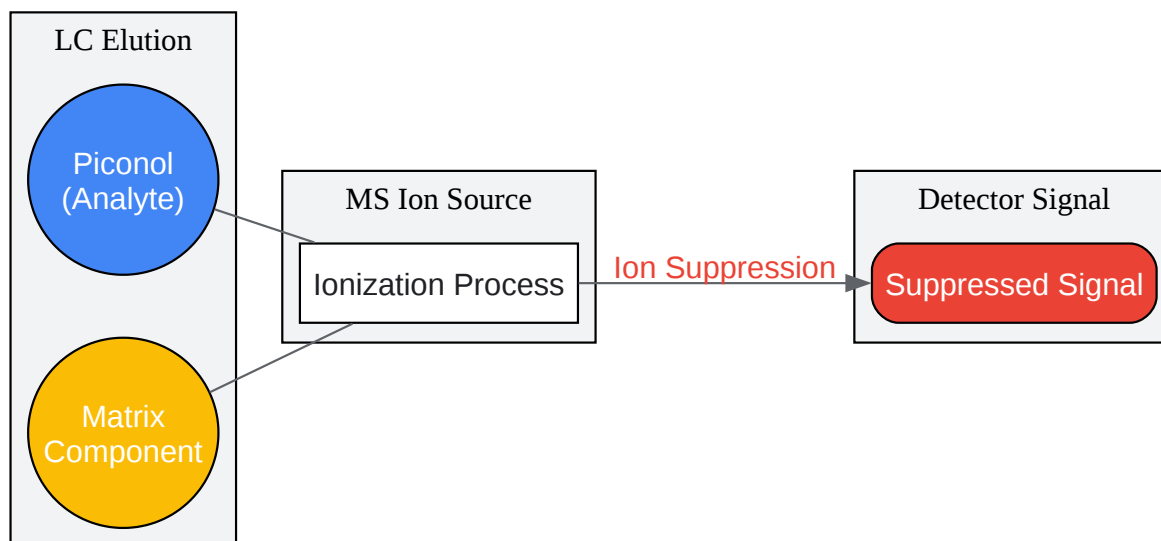 LC Elution
Piconol
(Analyte)
Matrix
Component
MS Ion Source
Ionization Process
Ion Suppression
Detector Signal
Suppressed Signal